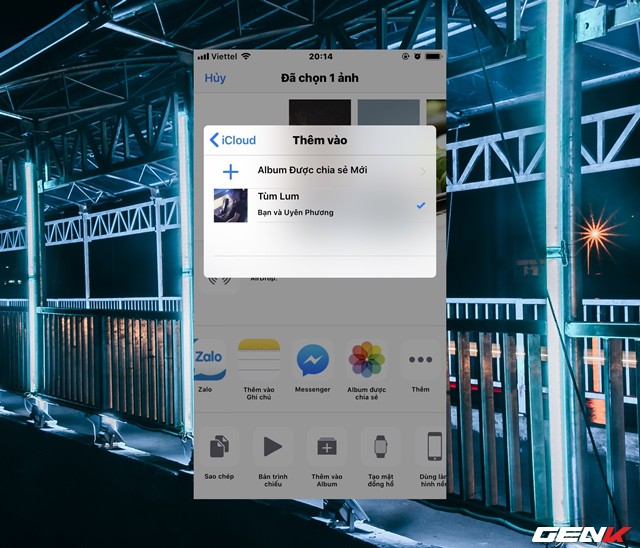 Viettel
20:14
Hủy
Đã chọn 1 ảnh
iCloud
Thêm vào
Album Được chia sẻ Mới
Tùm Lum
Bạn và Uyên Phương
AirDrop.
Zalo
Zalo
Thêm vào
Ghi chú
Messenger
Album được
chia sẻ
Thêm
Sao chép
Bản trình
chiếu
Thêm vào
Album
Tạo mặt
đồng hồ
Dùng làm
hình nền
GENK